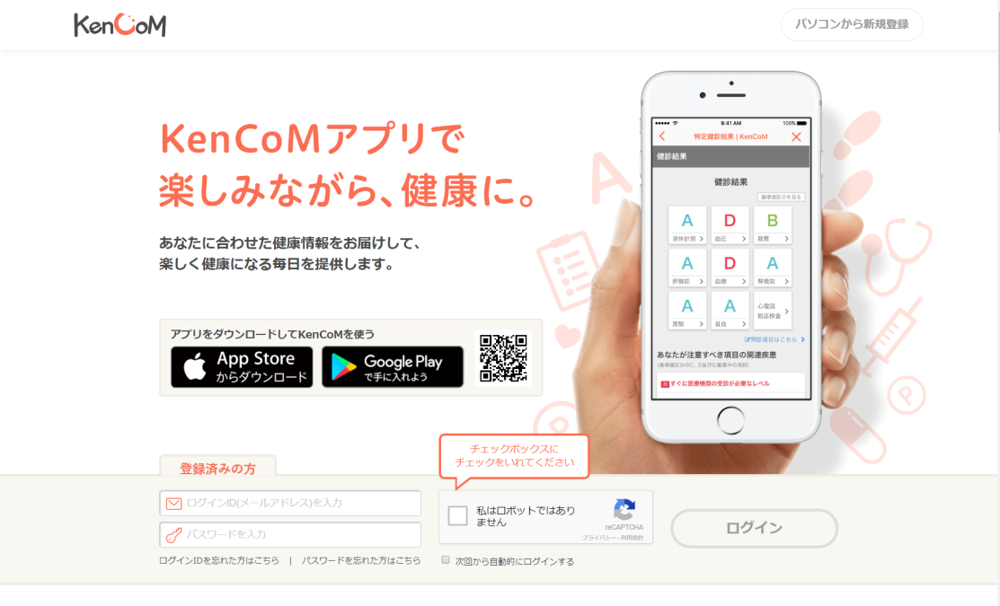 KenCoM
パソコンから新規登録
KenCoMアプリで
楽しみながら、健康に。
あなたに合わせた健康情報をお届けして、
楽しく健康になる毎日を提供します。
アプリをダウンロードしてKenCoMを使う
App Store
からダウンロード
Google Play
で手に入れよう
9:41 AM
100%
特定健診結果 | KenCoM
健診結果
健診結果
基準値区分を見る
A D B
身体計測 血圧 脂質
A D A
肝機能 血糖 腎機能
A A 心電図
眼底検査
尿酸 貧血
問診項目はこちら
あなたが注意すべき項目の関連疾患
(基準値区分のC、D並びに服薬中の項目)
D すぐに医療機関の受診が必要なレベル
A
P
P
チェックボックスに
チェックをいれてください
登録済みの方
ログインID(メールアドレス)を入力
パスワードを入力
ログインIDを忘れた方はこちら | パスワードを忘れた方はこちら
私はロボットではあり
ません
reCAPTCHA
プライバシー - 利用規約
次回から自動的にログインする
ログイン